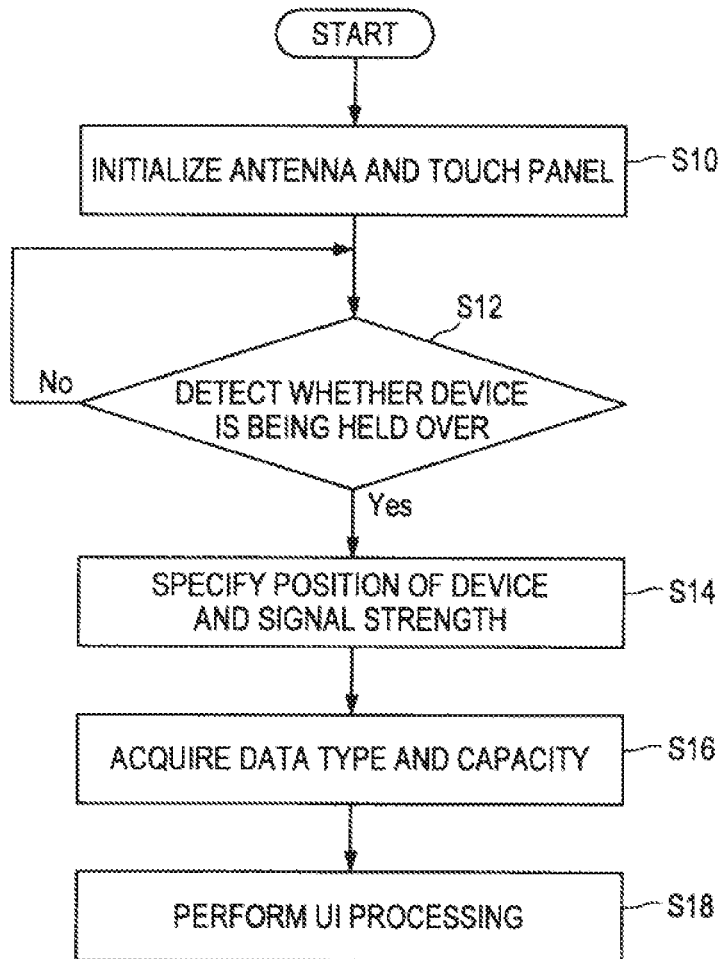 START
INITIALIZE ANTENNA AND TOUCH PANEL
S10
S12
DETECT WHETHER DEVICE
IS BEING HELD OVER
No
Yes
SPECIFY POSITION OF DEVICE
AND SIGNAL STRENGTH
S14
ACQUIRE DATA TYPE AND CAPACITY
S16
PERFORM UI PROCESSING
S18